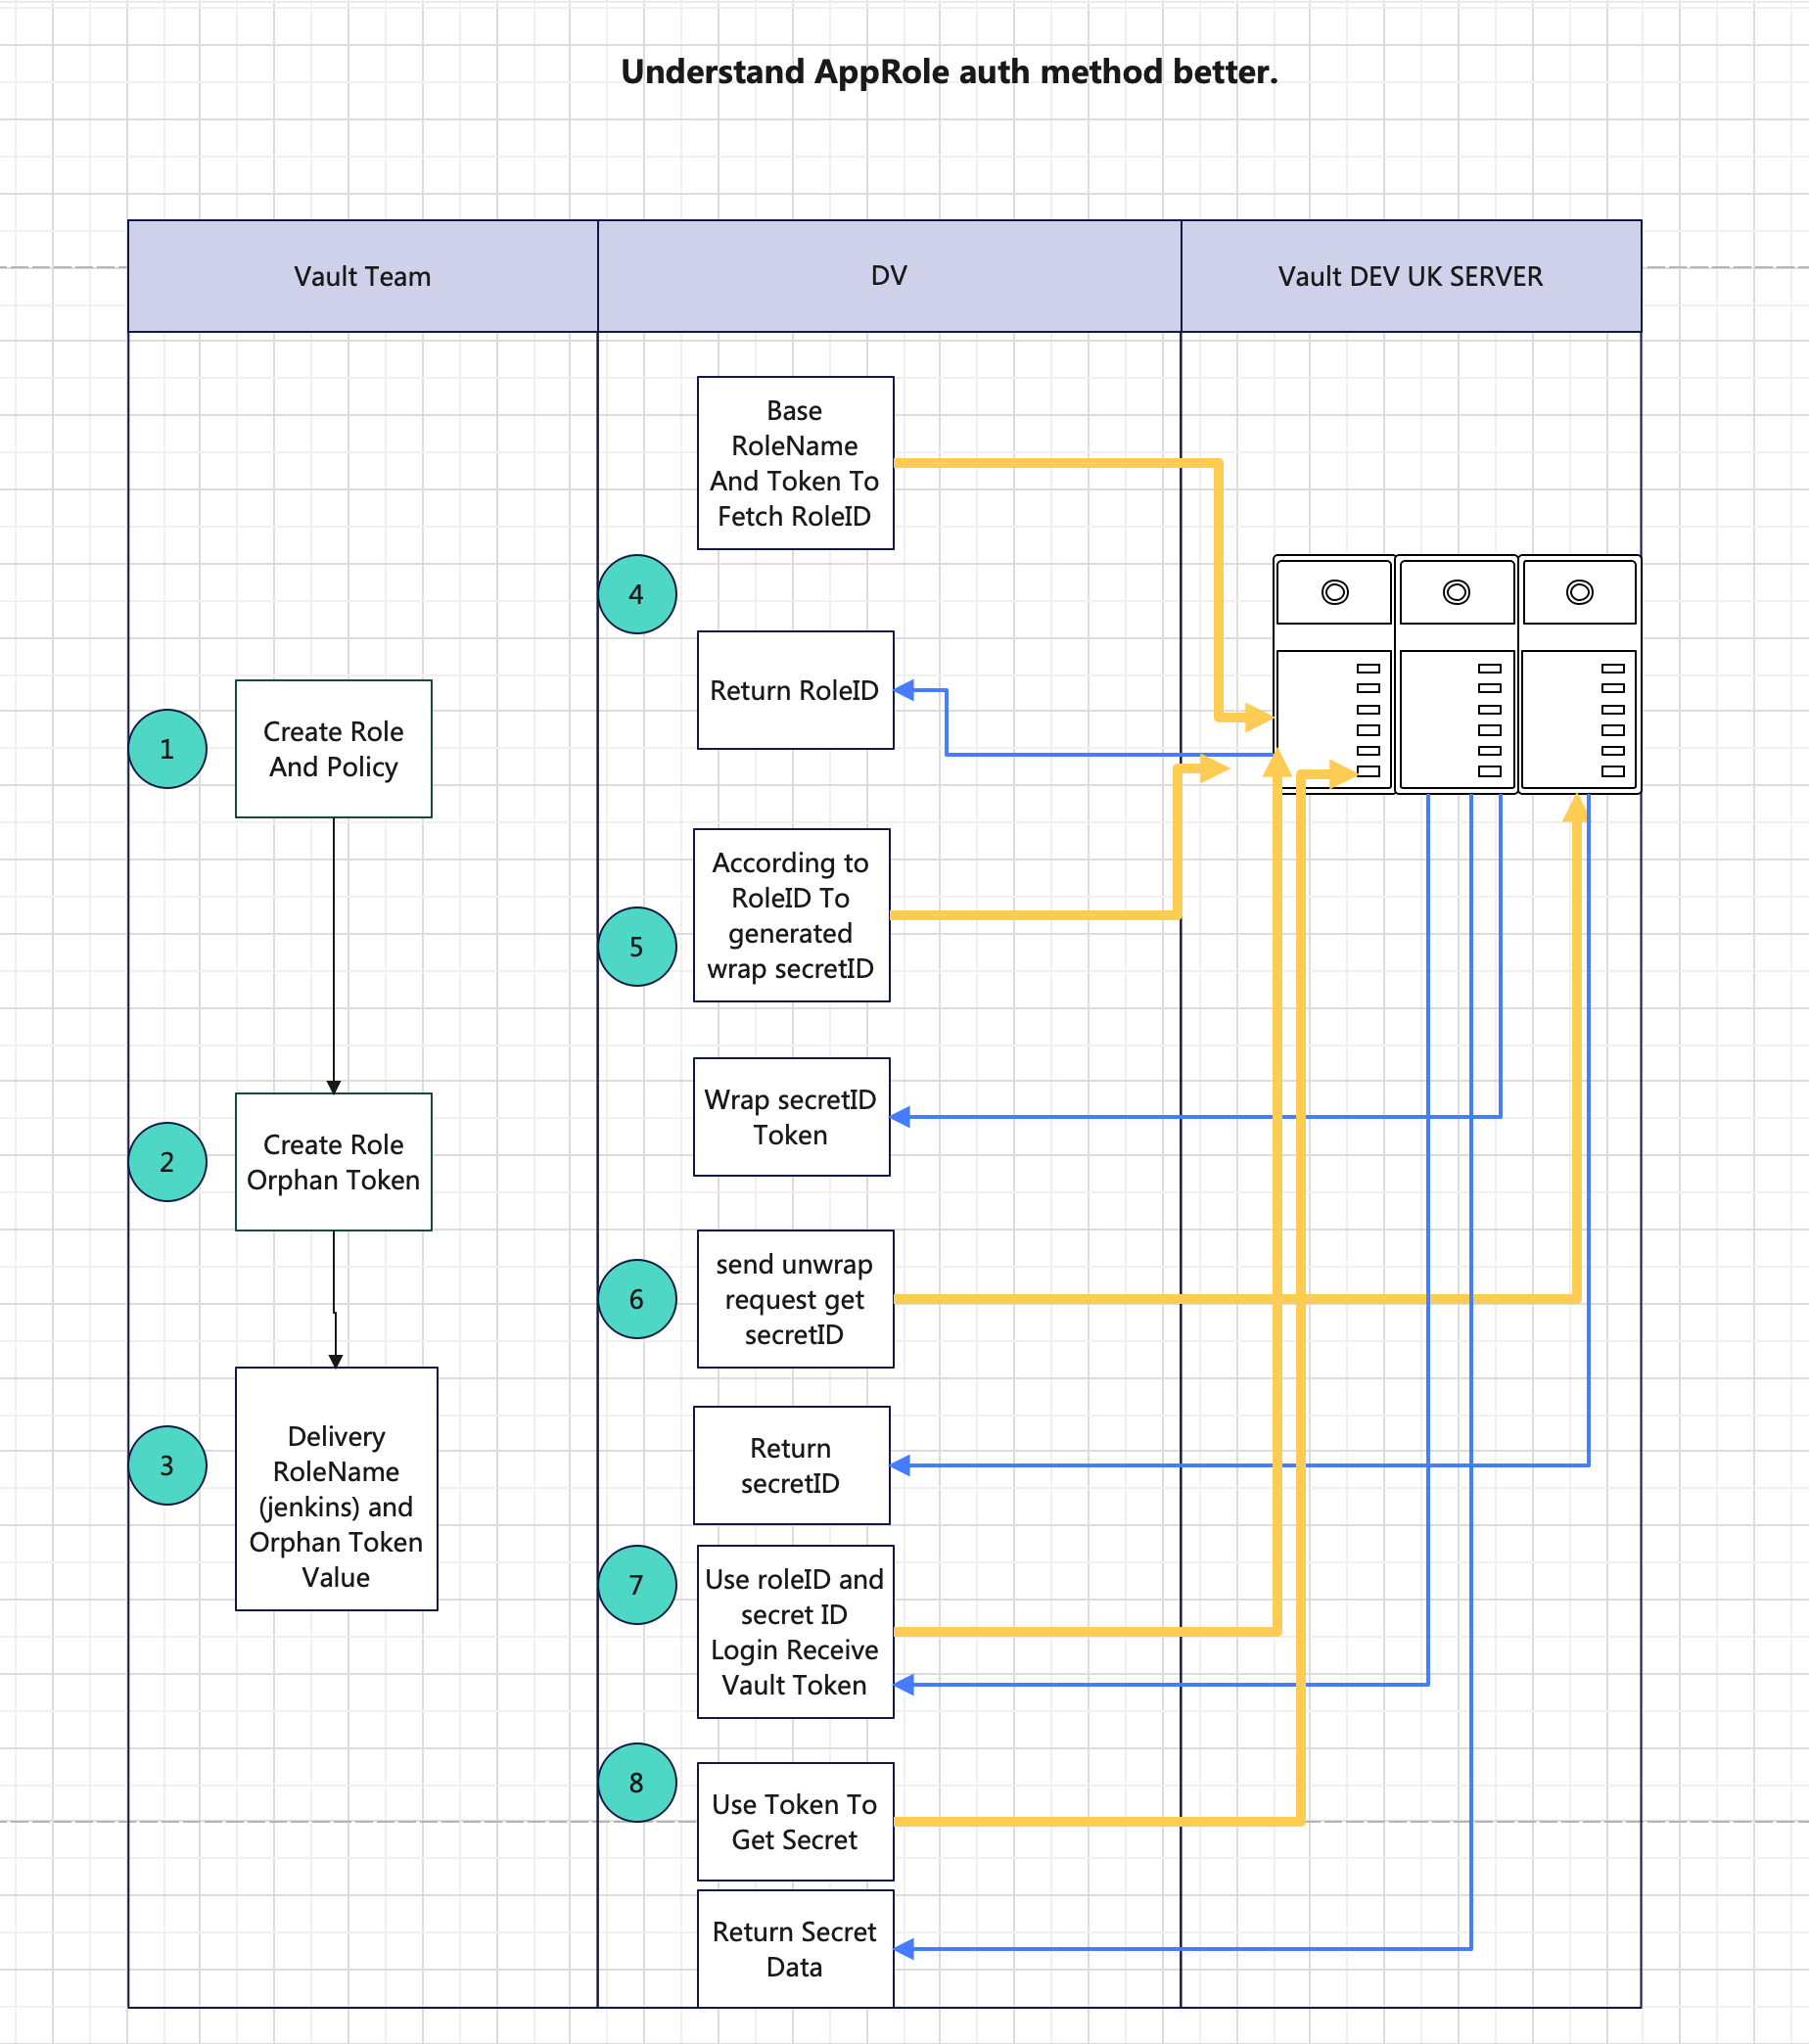 Understand AppRole auth method better.
Vault Team
DV
Vault DEV UK SERVER
1
Create Role
And Policy
2
Create Role
Orphan Token
3
Delivery
RoleName
(jenkins) and
Orphan Token
Value
Base
RoleName
And Token To
Fetch RoleID
4
Return RoleID
5
According to
RoleID To
generated
wrap secretID
Wrap secretID
Token
6
send unwrap
request get
secretID
Return
secretID
7
Use roleID and
secret ID
Login Receive
Vault Token
8
Use Token To
Get Secret
Return Secret
Data